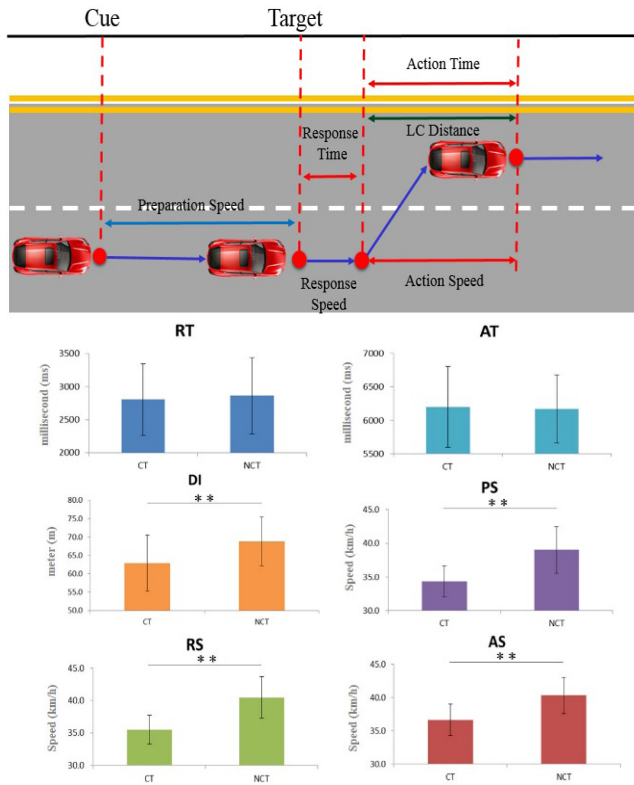 Cue
Target
Action Time
LC Distance
Response
Time
Preparation Speed
Response
Speed
Action Speed
RT
millisecond (ms)
3500
3000
2500
2000
CT
NCT
AT
millisecond (ms)
7000
6500
6000
5500
CT
NCT
DI
**
meter (m)
80.0
75.0
70.0
65.0
60.0
55.0
50.0
CT
NCT
PS
**
Speed (km/h)
45.0
40.0
35.0
30.0
CT
NCT
RS
**
Speed (km/h)
45.0
40.0
35.0
30.0
CT
NCT
AS
**
Speed (km/h)
45.0
40.0
35.0
30.0
CT
NCT